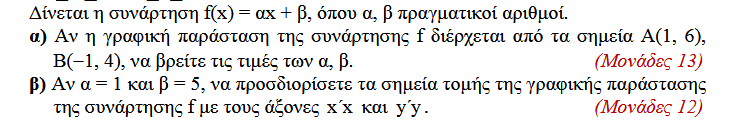 Δίνεται η συνάρτηση f(x) = αx + β, όπου α, β πραγματικοί αριθμοί.
α) Αν η γραφική παράσταση της συνάρτησης f διέρχεται από τα σημεία Α(1, 6),
Β(−1, 4), να βρείτε τις τιμές των α, β. (Μονάδες 13)
β) Αν α = 1 και β = 5, να προσδιορίσετε τα σημεία τομής της γραφικής παράστασης
της συνάρτησης f με τους άξονες x΄x και y΄y . (Μονάδες 12)